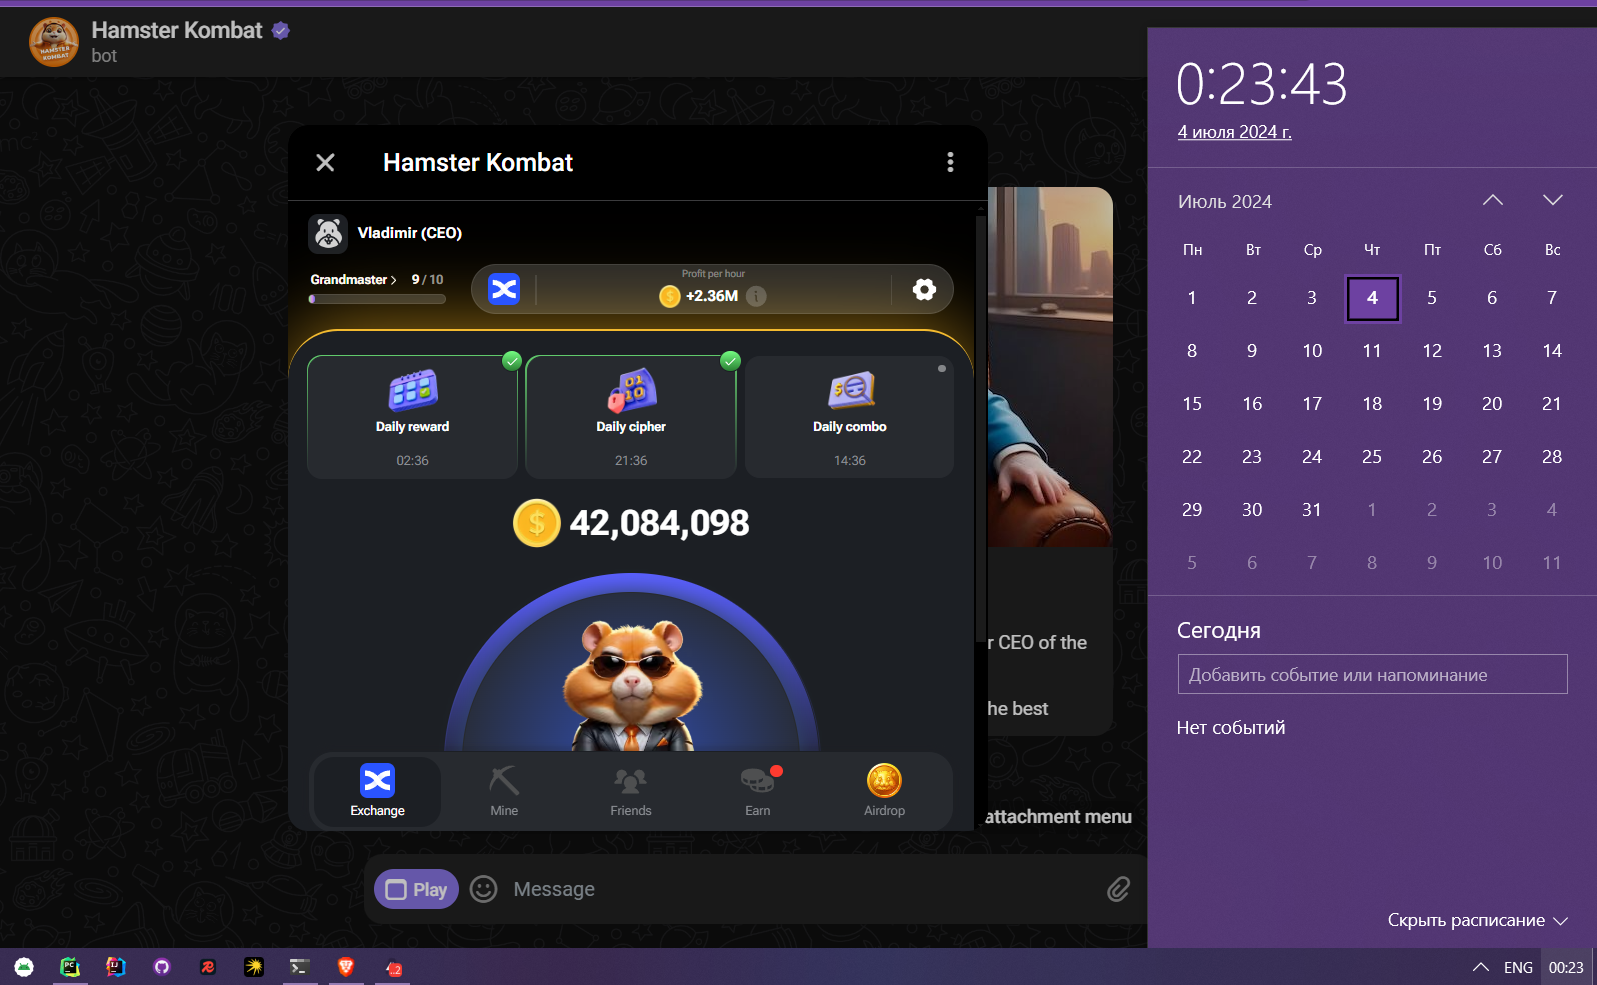 Hamster Kombat
bot
Hamster Kombat
Vladimir (CEO)
Grandmaster > 9 / 10
Profit per hour
+2.36M
Daily reward
02:36
Daily cipher
21:36
Daily combo
14:36
42,084,098
Exchange
Mine
Friends
Earn
Airdrop
r CEO of the
he best
attachment menu
Play
Message
0:23:43
4 июля 2024 г.
Июль 2024
Пн Вт Ср Чт Пт Сб Вс
1 2 3 4 5 6 7
8 9 10 11 12 13 14
15 16 17 18 19 20 21
22 23 24 25 26 27 28
29 30 31 1 2 3 4
5 6 7 8 9 10 11
Сегодня
Добавить событие или напоминание
Нет событий
Скрыть расписание
ENG
00:23